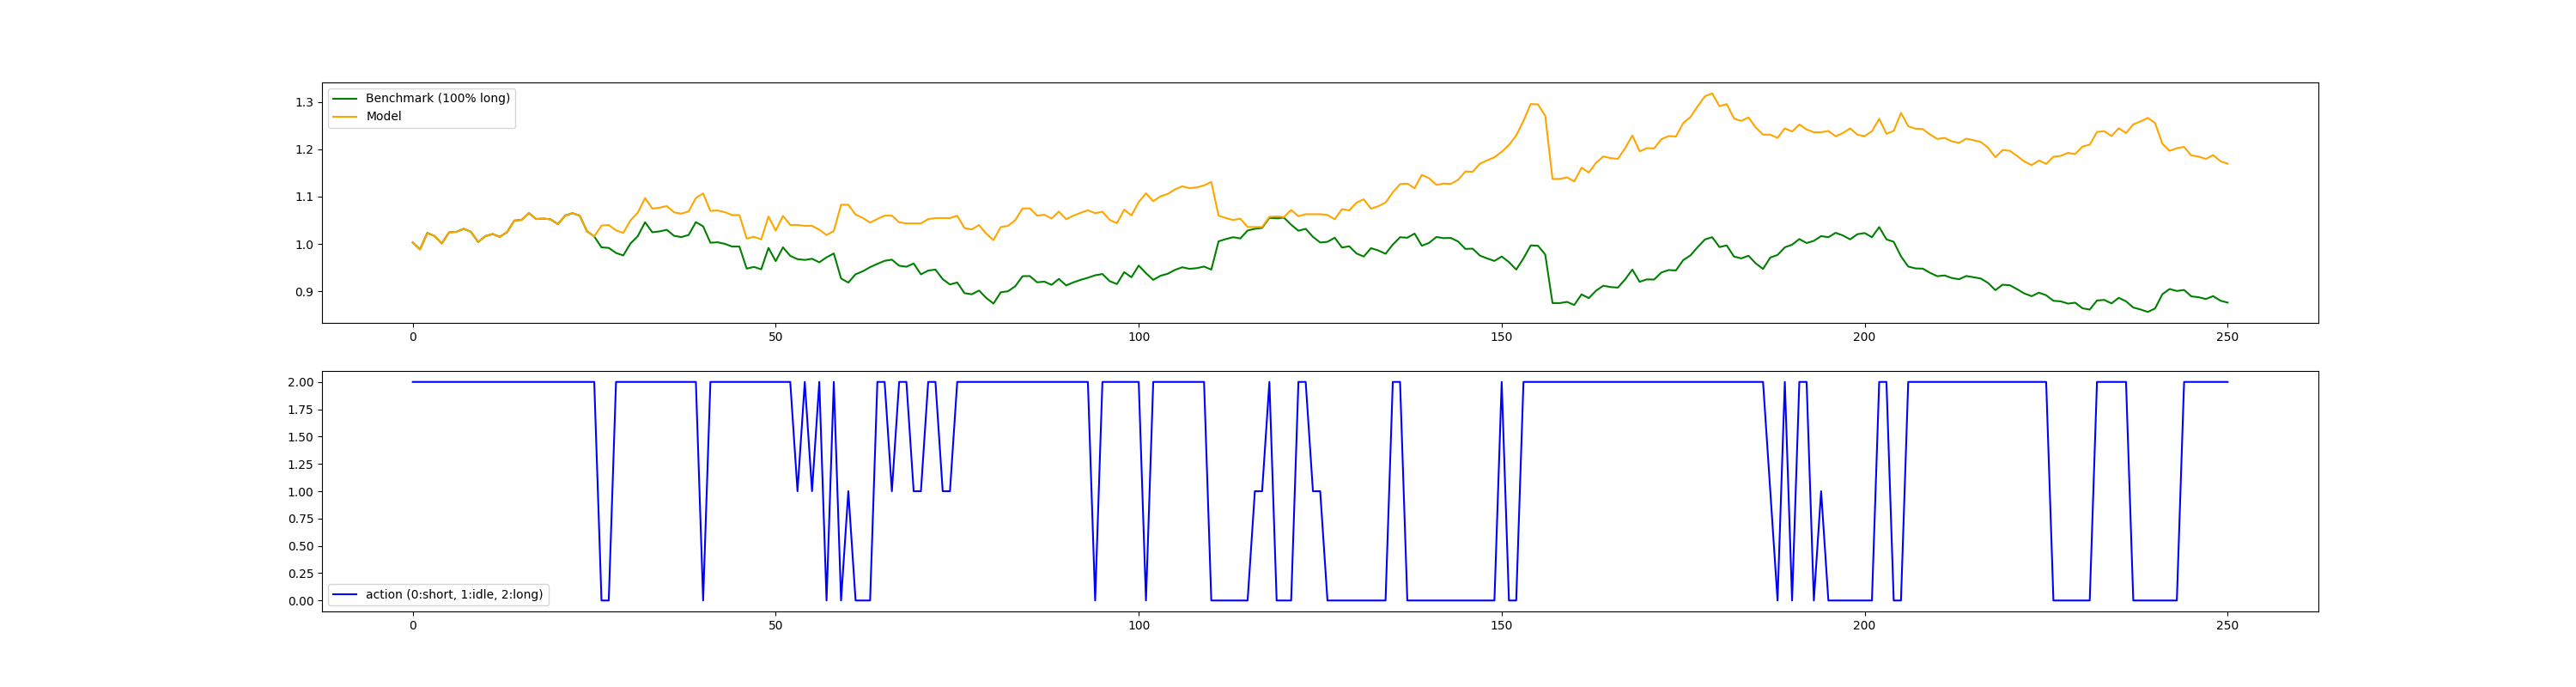 Benchmark (100% long)
Model
1.3
1.2
1.1
1.0
0.9
0 50 100 150 200 250
2.00
1.75
1.50
1.25
1.00
0.75
0.50
0.25
0.00
action (0:short, 1:idle, 2:long)
0 50 100 150 200 250